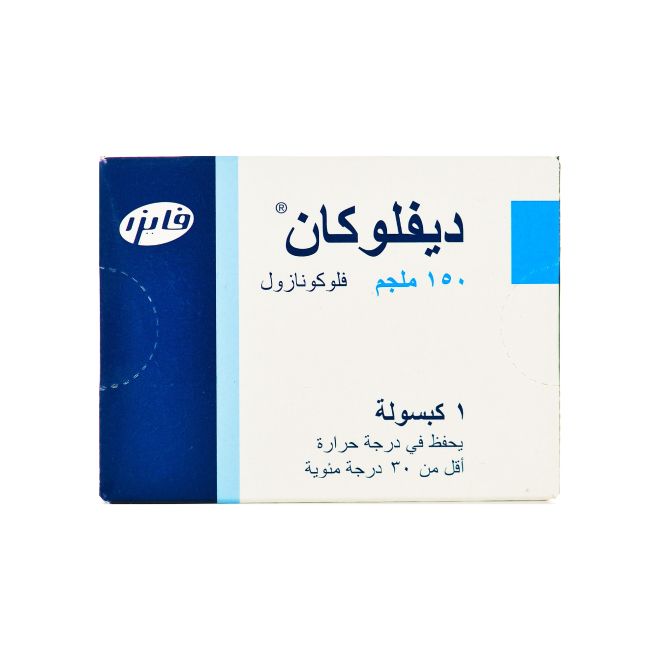 فايزر
ديفلوكان®
١٥٠ ملجم فلوكونازول
١ كبسولة
يحفظ في درجة حرارة
أقل من ٣٠ درجة مئوية